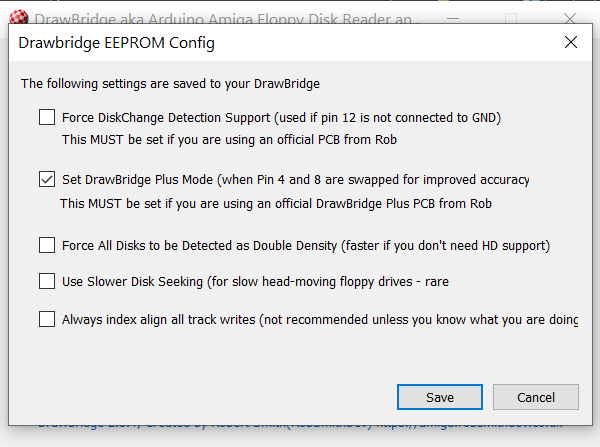 DrawBridge aka Arduino Amiga Floppy Disk Reader an...
Drawbridge EEPROM Config
The following settings are saved to your DrawBridge
Force DiskChange Detection Support (used if pin 12 is not connected to GND)
This MUST be set if you are using an official PCB from Rob
Set DrawBridge Plus Mode (when Pin 4 and 8 are swapped for improved accuracy
This MUST be set if you are using an official DrawBridge Plus PCB from Rob
Force All Disks to be Detected as Double Density (faster if you don't need HD support)
Use Slower Disk Seeking (for slow head-moving floppy drives - rare
Always index align all track writes (not recommended unless you know what you are doing
Save Cancel